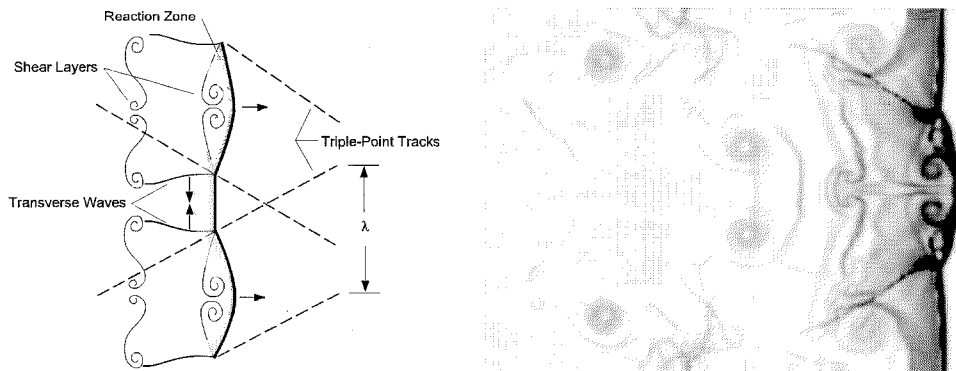 Reaction Zone
Shear Layers
Triple-Point Tracks
Transverse Waves
λ